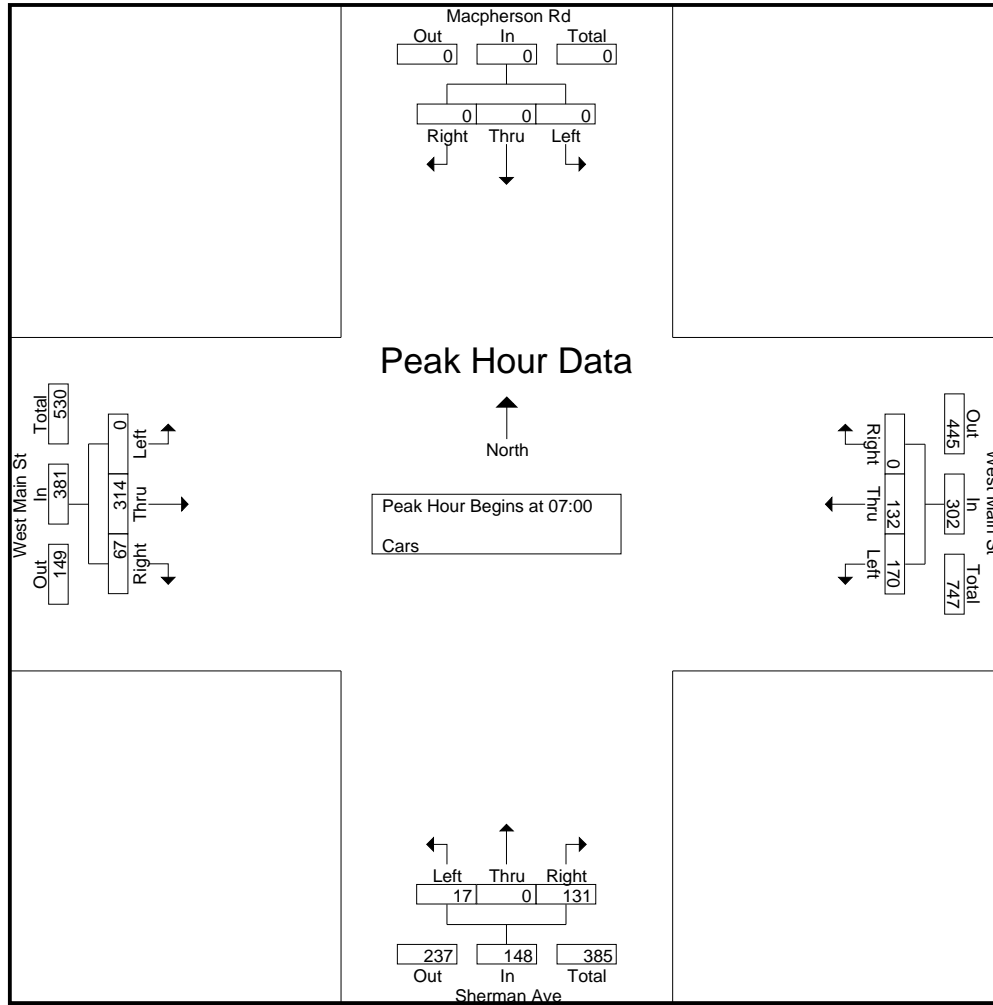 Macpherson Rd
Out In Total
0 0 0
0 0 0
Right Thru Left
Peak Hour Data
North
Peak Hour Begins at 07:00
Cars
West Main St
Total In Out
530 381 149
0 314 67
Left Thru Right
Right Thru Left
0 132 170
445 302 747
Out In Total
West Main St
Left Thru Right
17 0 131
237 148 385
Out In Total
Sherman Ave